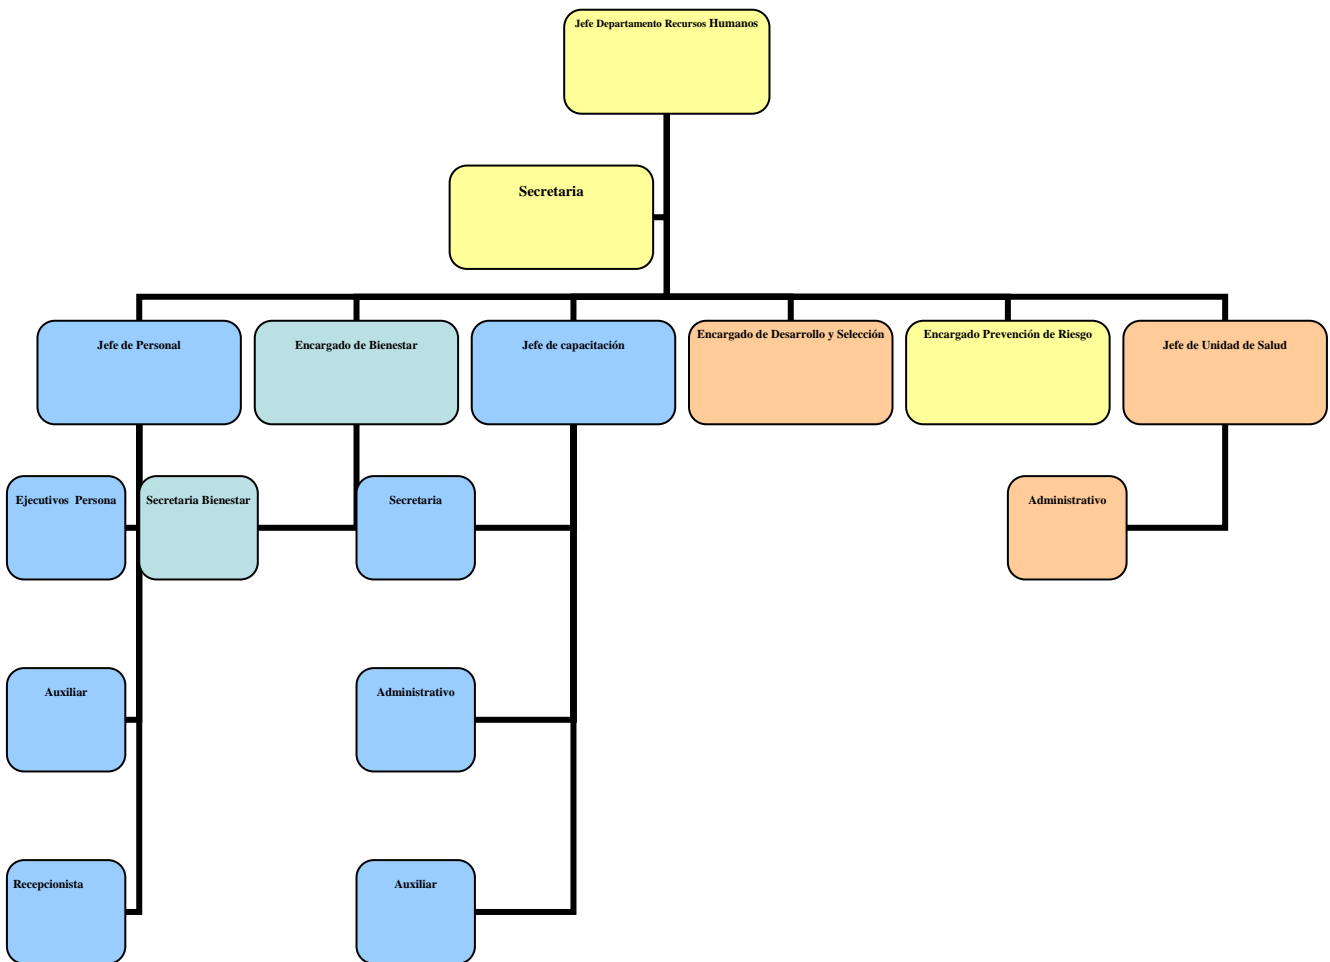 Jefe Departamento Recursos Humanos
Secretaria
Jefe de Personal
Encargado de Bienestar
Jefe de capacitación
Encargado de Desarrollo y Selección
Encargado Prevención de Riesgo
Jefe de Unidad de Salud
Ejecutivos  Persona
Secretaria Bienestar
Secretaria
Administrativo
Auxiliar
Administrativo
Recepcionista
Auxiliar